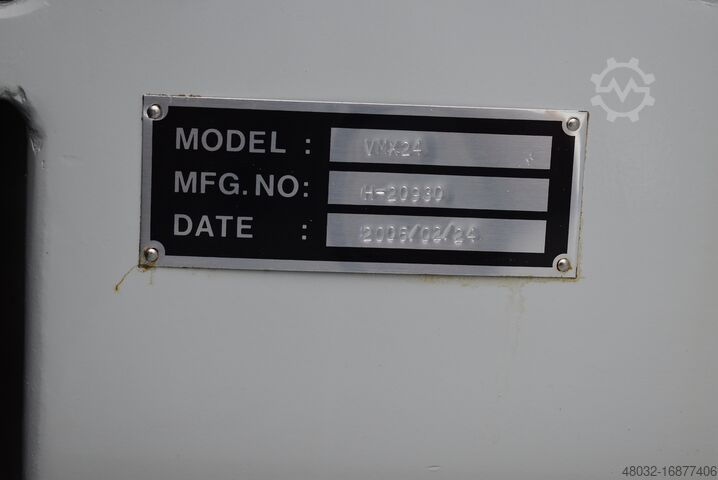 MODEL : VMX24
MFG. NO: H-20930
DATE : 2006/02/24
48032-16877406